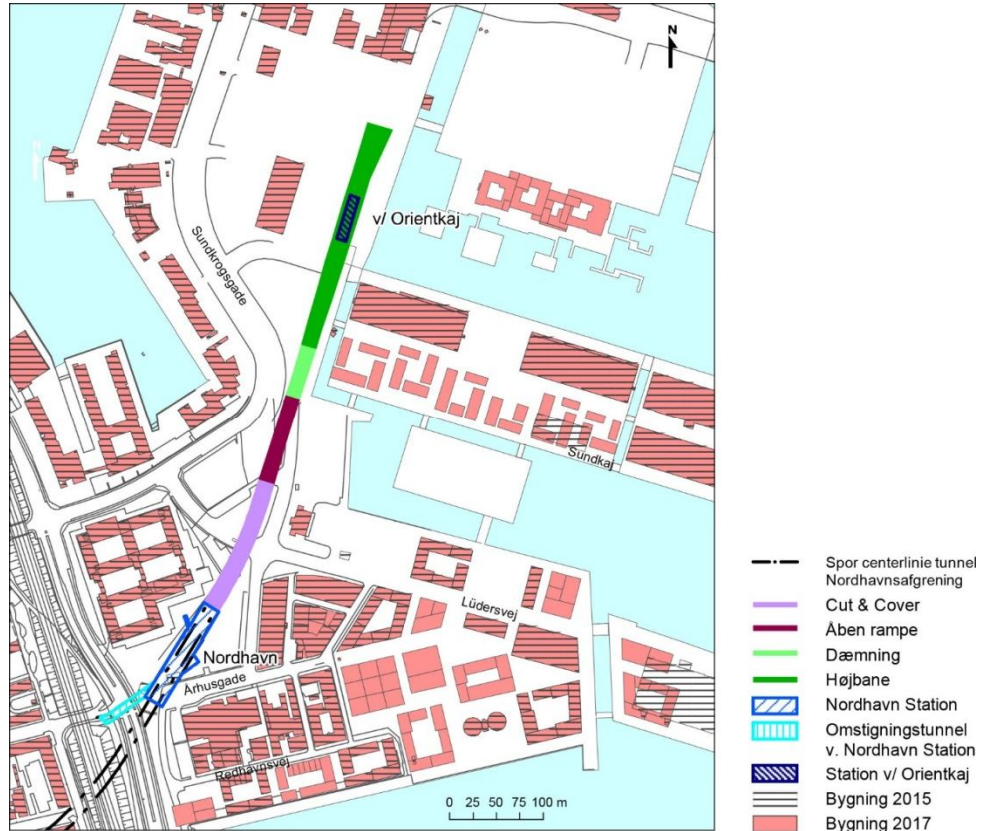 N
v/ Orientkaj
Sundkrogsgade
Sundkaj
Lüdersvej
Nordhavn
Århusgade
Redhavnsvej
0 25 50 75 100 m
Spor centerlinie tunnel
Nordhavnsafgrening
Cut & Cover
Åben rampe
Dæmning
Højbane
Nordhavn Station
Omstigningstunnel
v. Nordhavn Station
Station v/ Orientkaj
Bygning 2015
Bygning 2017